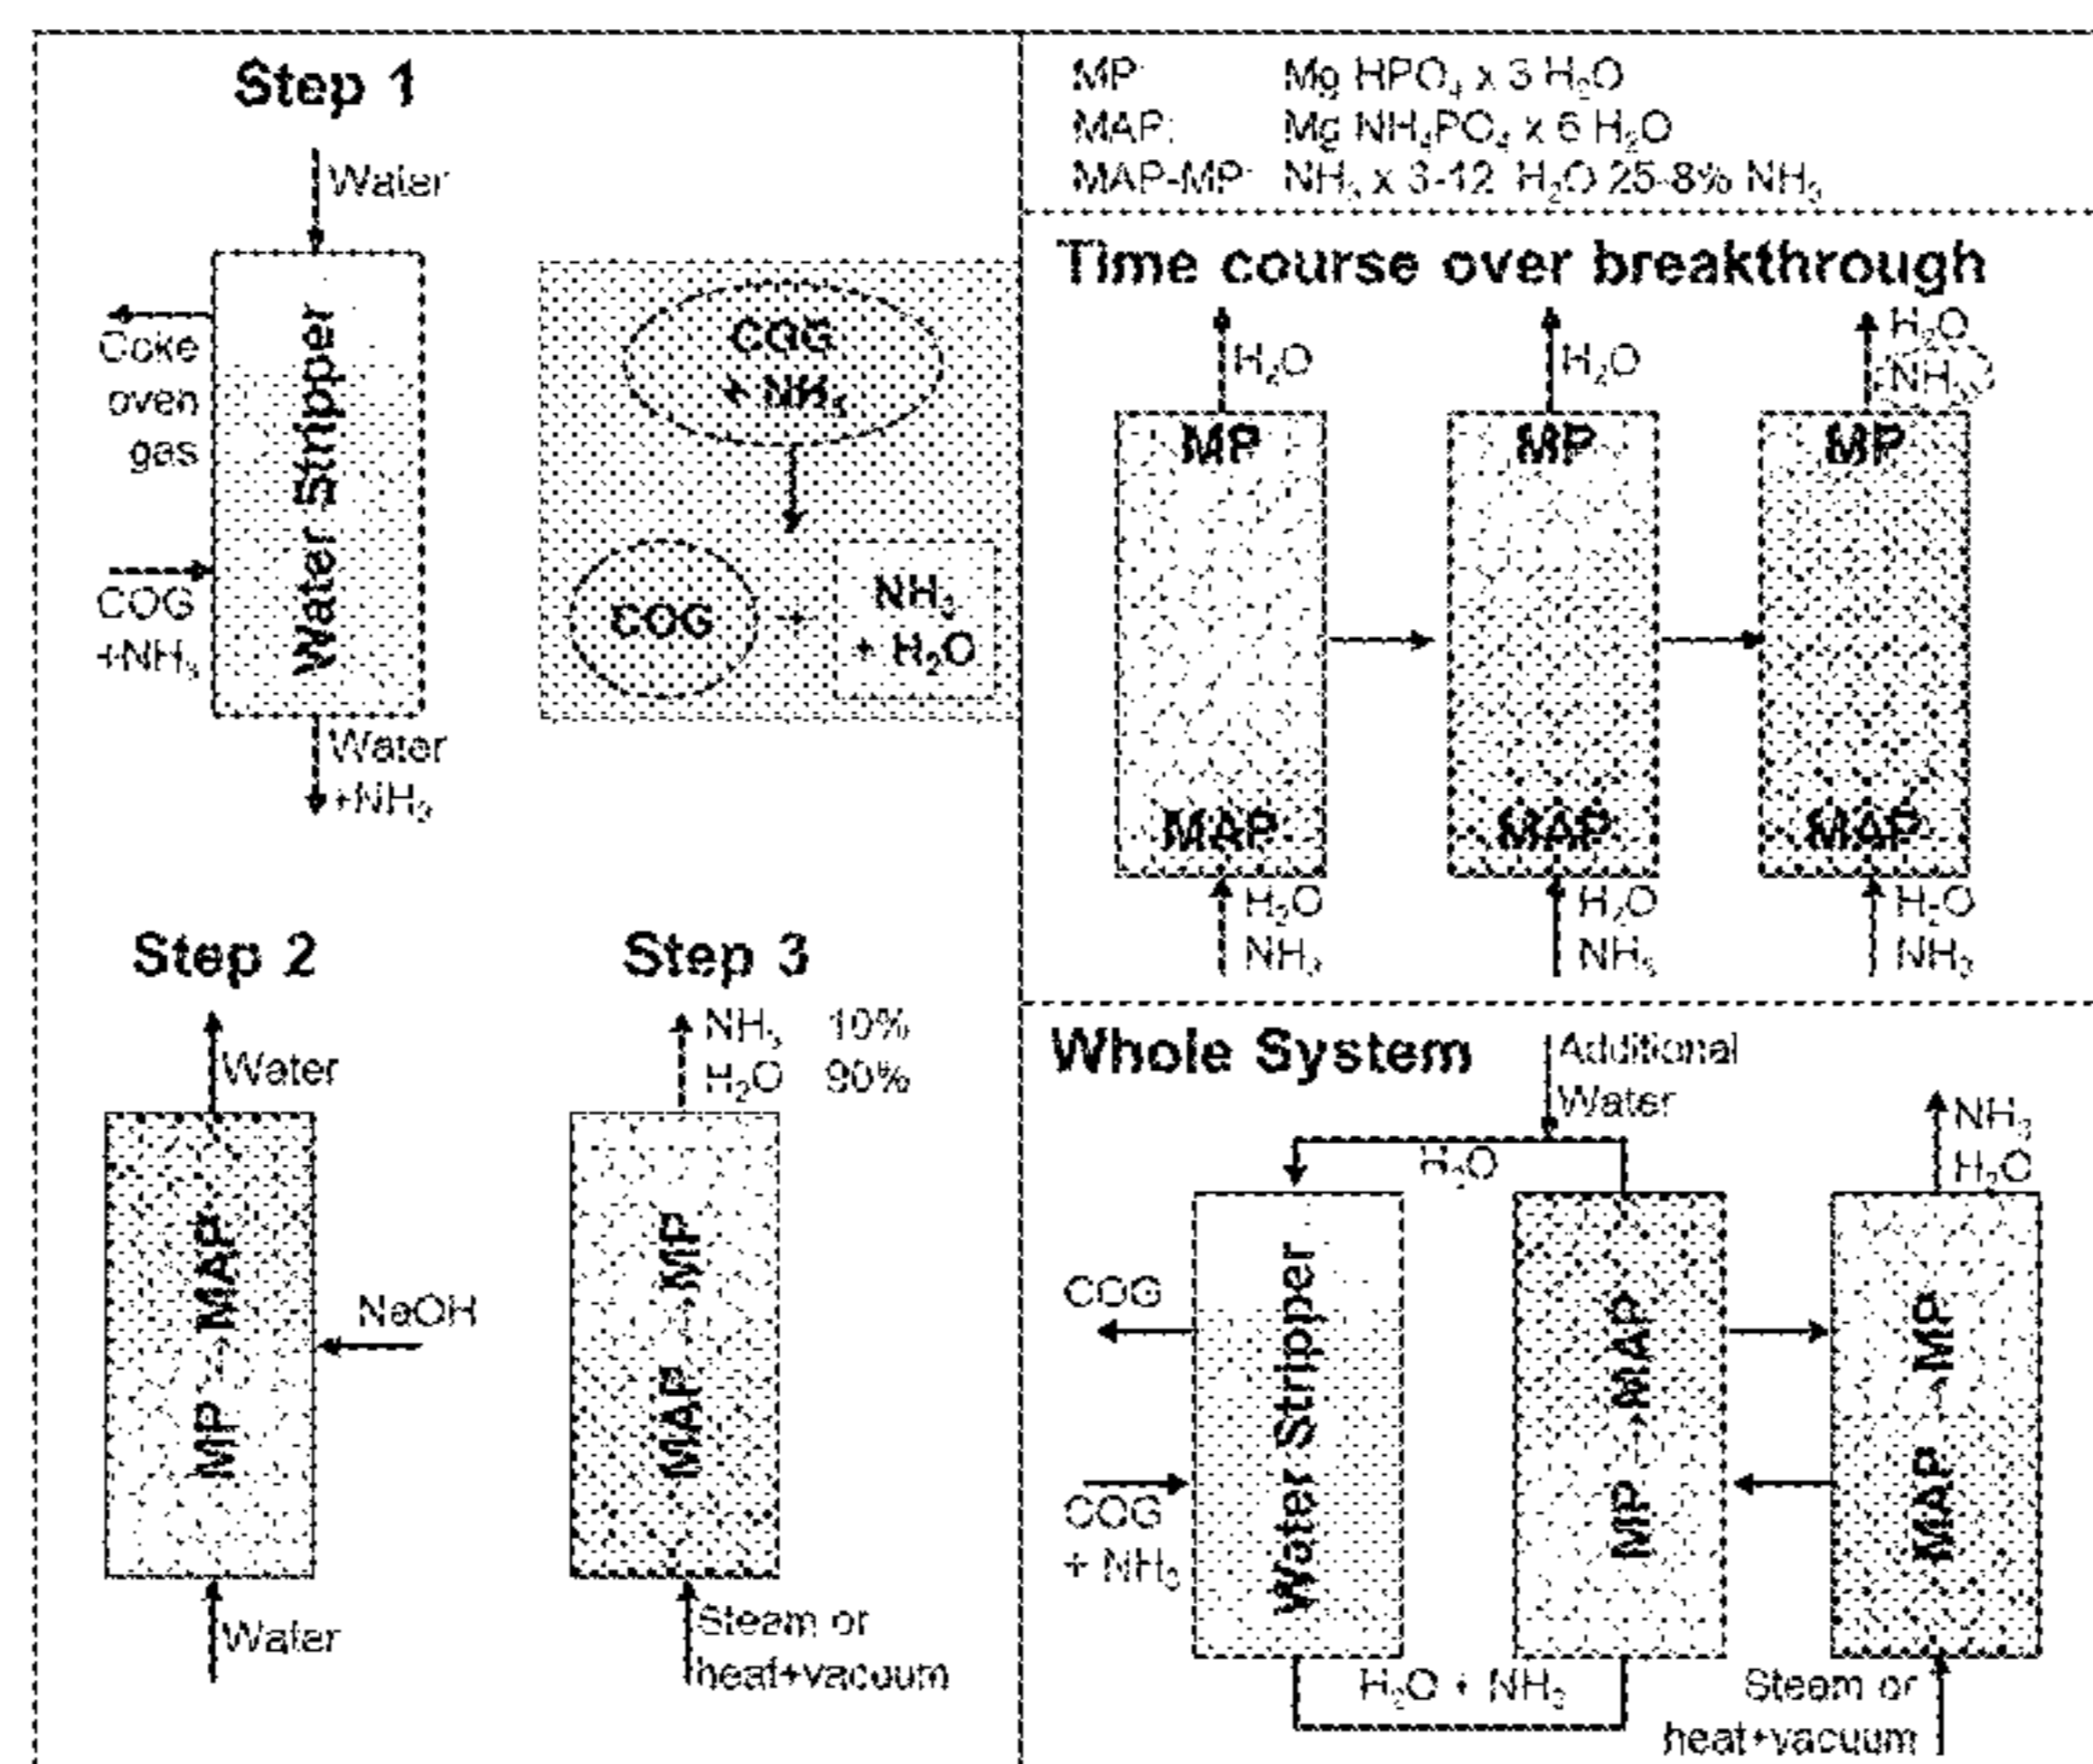 Step 1
Water
Coke
oven
gas
COG
+NH₃
Water Stripper
Water
+NH₃
COG
+ NH₃
COG
+
NH₃
+ H₂O
Step 2
Water
MP → MAP
NaOH
Water
Step 3
NH₃ 10%
H₂O 90%
MAP → MP
Steam or
heat+vacuum
MP: Mg HPO₄ x 3 H₂O
MAP: Mg NH₄PO₄ x 6 H₂O
MAP-MP: NH₃ x 3-12 H₂O 25-8% NH₃
Time course over breakthrough
H₂O
MP
MAP
H₂O
NH₃
H₂O
MP
MAP
H₂O
NH₃
H₂O
NH₃
MP
MAP
H₂O
NH₃
Whole System
Additional
Water
H₂O
COG
COG
+ NH₃
Water Stripper
H₂O + NH₃
MP → MAP
NH₃
H₂O
MAP → MP
Steam or
heat+vacuum